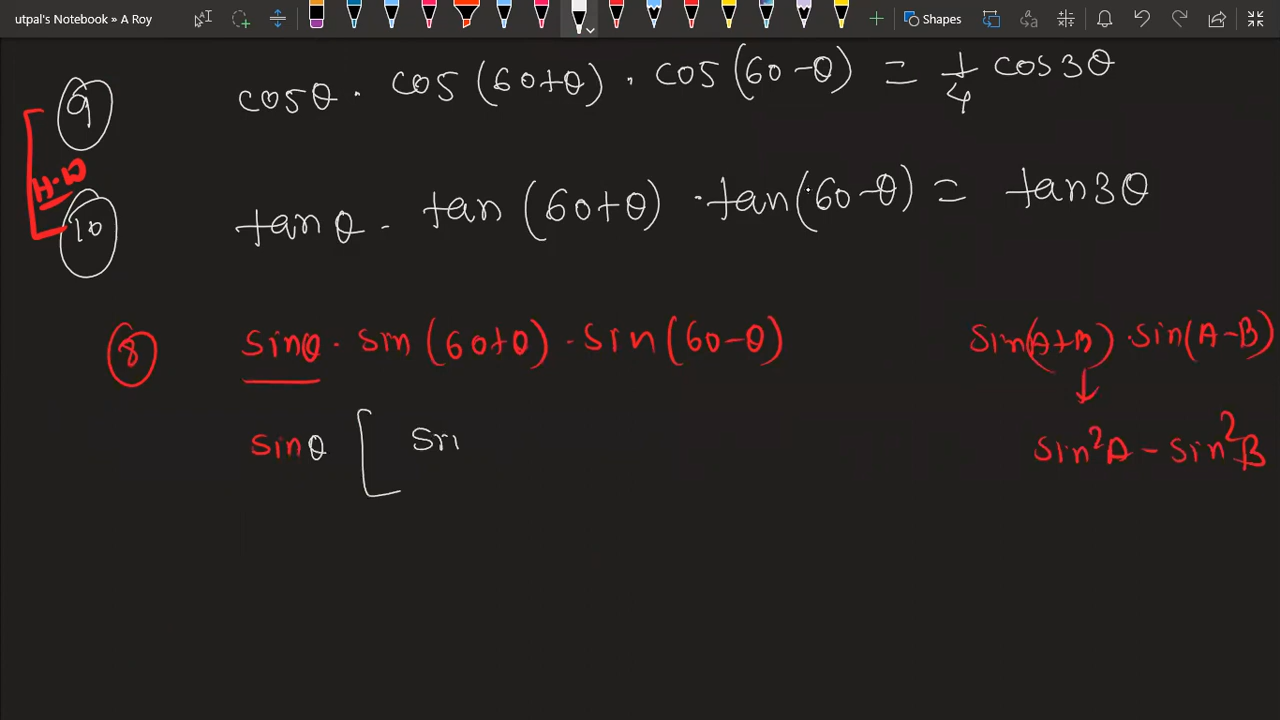 utpal's Notebook » A Roy
Shapes
9 cosθ · cos(60+θ) · cos(60-θ) = 1/4 cos3θ
H.W
10 tanθ · tan(60+θ) · tan(60-θ) = tan3θ
8 sinθ · sin(60+θ) · sin(60-θ)
sin(A+B) · sin(A-B)
sinθ [ sin
sin²A - sin²B